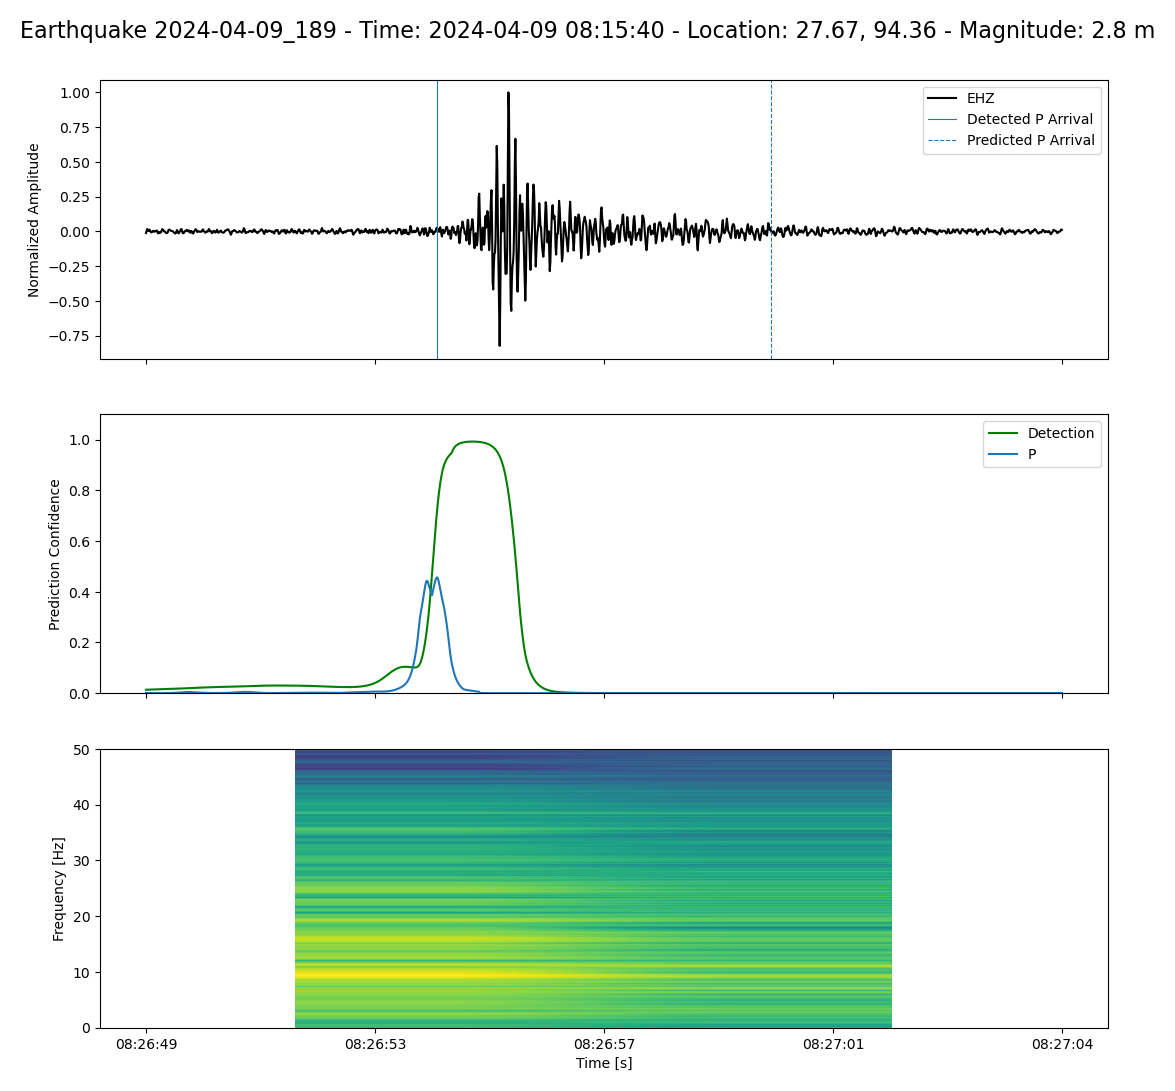 Earthquake 2024-04-09_189 - Time: 2024-04-09 08:15:40 - Location: 27.67, 94.36 - Magnitude: 2.8 m
Normalized Amplitude
1.00
0.75
0.50
0.25
0.00
−0.25
−0.50
−0.75
EHZ
Detected P Arrival
Predicted P Arrival
Prediction Confidence
1.0
0.8
0.6
0.4
0.2
0.0
Detection
P
Frequency [Hz]
50
40
30
20
10
0
08:26:49 08:26:53 08:26:57 08:27:01 08:27:04
Time [s]